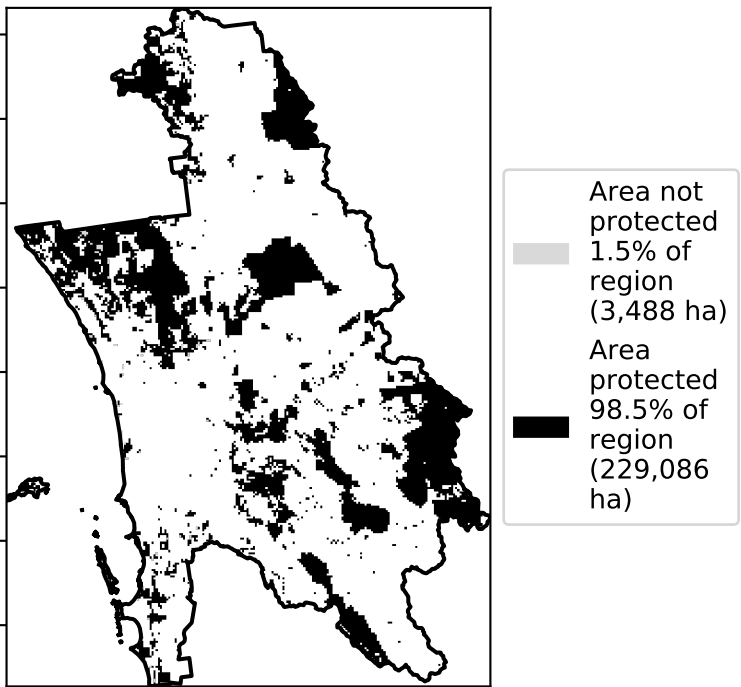 Area not
protected
1.5% of
region
(3,488 ha)
Area
protected
98.5% of
region
(229,086
ha)